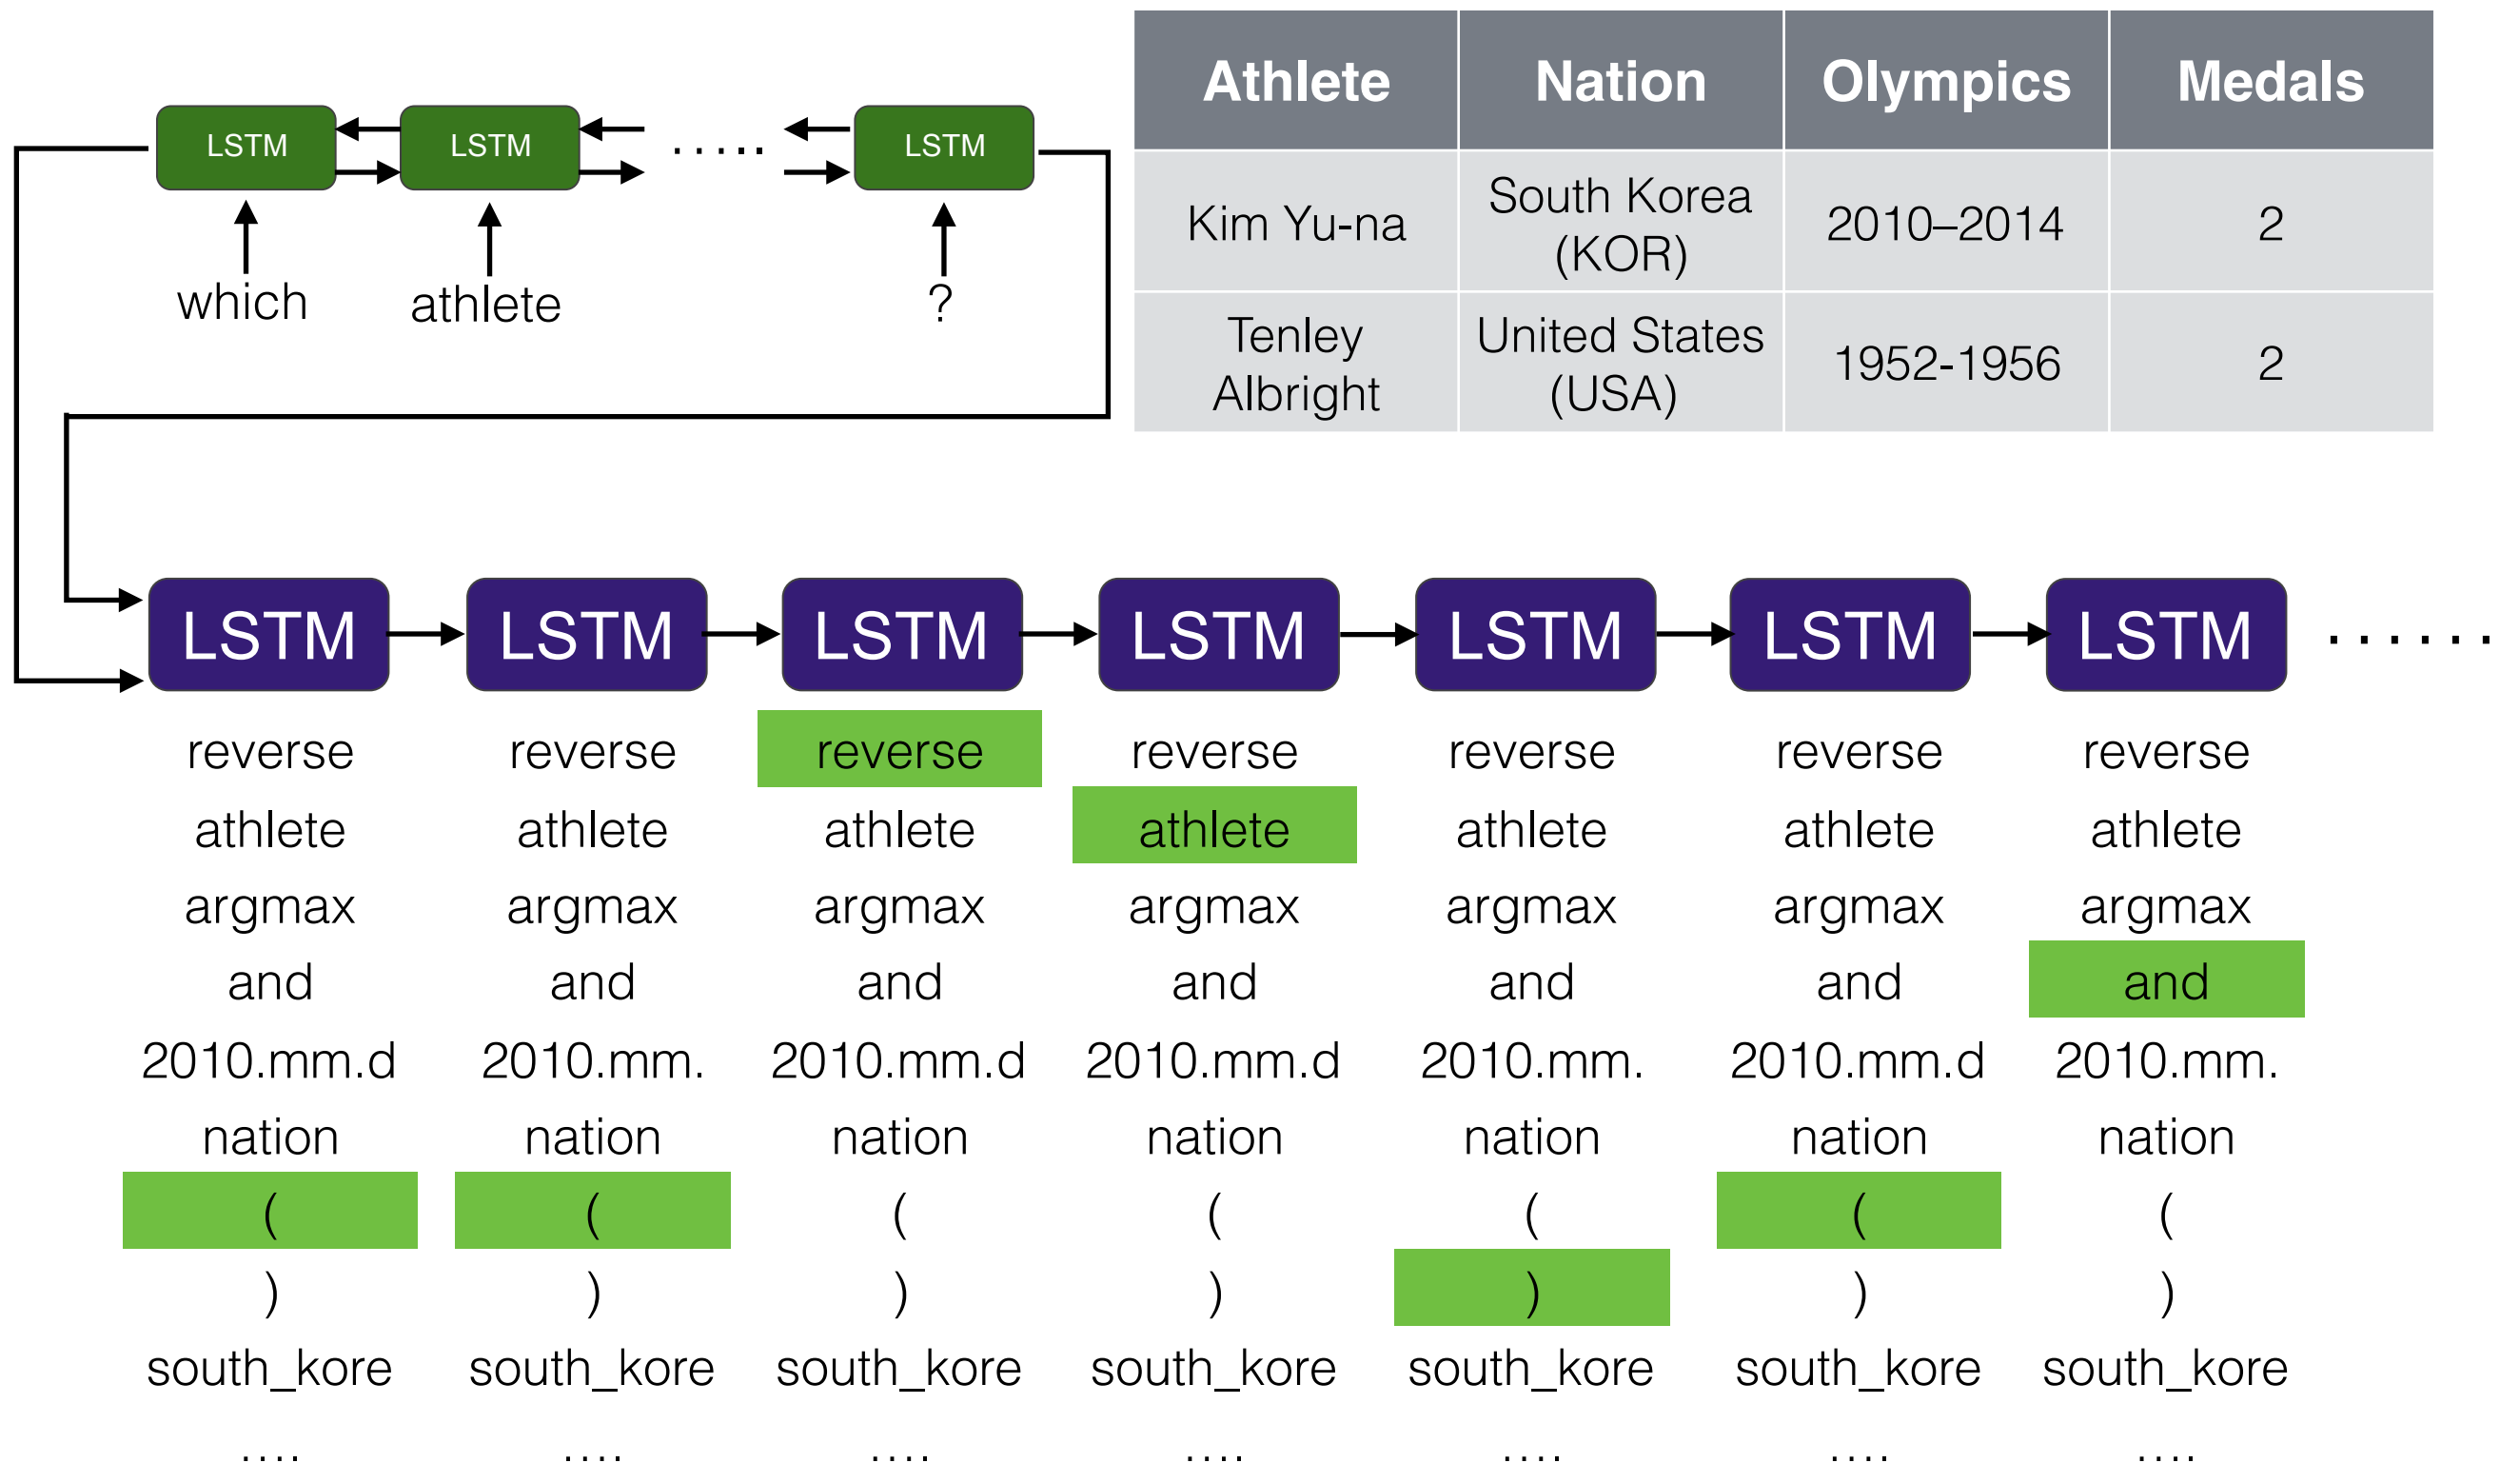 LSTM LSTM ..... LSTM
which athlete ?
Athlete Nation Olympics Medals
Kim Yu-na South Korea (KOR) 2010–2014 2
Tenley Albright United States (USA) 1952-1956 2
LSTM LSTM LSTM LSTM LSTM LSTM LSTM ......
reverse reverse reverse reverse reverse reverse reverse
athlete athlete athlete athlete athlete athlete athlete
argmax argmax argmax argmax argmax argmax argmax
and and and and and and and
2010.mm.d 2010.mm. 2010.mm.d 2010.mm.d 2010.mm. 2010.mm.d 2010.mm.
nation nation nation nation nation nation nation
( ( ( ( ( ( (
) ) ) ) ) ) )
south_kore south_kore south_kore south_kore south_kore south_kore south_kore
.... .... .... .... .... .... ....